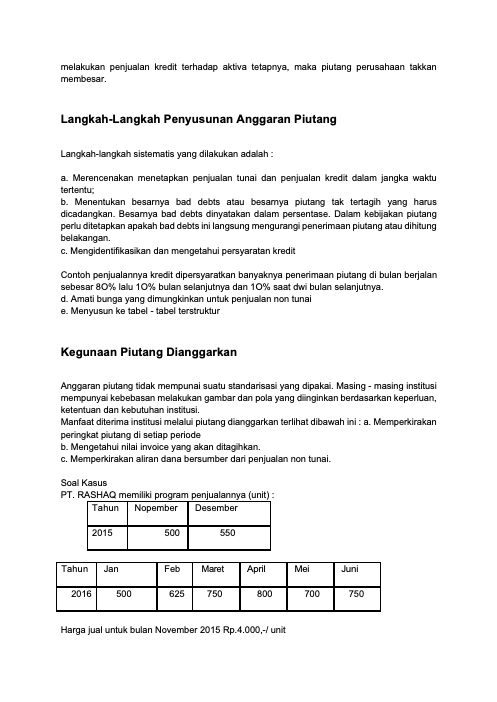 melakukan penjualan kredit terhadap aktiva tetapnya, maka piutang perusahaan takkan
membesar.
Langkah-Langkah Penyusunan Anggaran Piutang
Langkah-langkah sistematis yang dilakukan adalah :
a. Merencenakan menetapkan penjualan tunai dan penjualan kredit dalam jangka waktu
tertentu;
b. Menentukan besarnya bad debts atau besarnya piutang tak tertagih yang harus
dicadangkan. Besarnya bad debts dinyatakan dalam persentase. Dalam kebijakan piutang
perlu ditetapkan apakah bad debts ini langsung mengurangi penerimaan piutang atau dihitung
belakangan.
c. Mengidentifikasikan dan mengetahui persyaratan kredit
Contoh penjualannya kredit dipersyaratkan banyaknya penerimaan piutang di bulan berjalan
sebesar 8O% lalu 1O% bulan selanjutnya dan 1O% saat dwi bulan selanjutnya.
d. Amati bunga yang dimungkinkan untuk penjualan non tunai
e. Menyusun ke tabel - tabel terstruktur
Kegunaan Piutang Dianggarkan
Anggaran piutang tidak mempunai suatu standarisasi yang dipakai. Masing - masing institusi
mempunyai kebebasan melakukan gambar dan pola yang diinginkan berdasarkan keperluan,
ketentuan dan kebutuhan institusi.
Manfaat diterima institusi melalui piutang dianggarkan terlihat dibawah ini : a. Memperkirakan
peringkat piutang di setiap periode
b. Mengetahui nilai invoice yang akan ditagihkan.
c. Memperkirakan aliran dana bersumber dari penjualan non tunai.
Soal Kasus
PT. RASHAQ memiliki program penjualannya (unit) :
Tahun Nopember Desember
2015 500 550
Tahun Jan Feb Maret April Mei Juni
2016 500 625 750 800 700 750
Harga jual untuk bulan November 2015 Rp.4.000,-/ unit